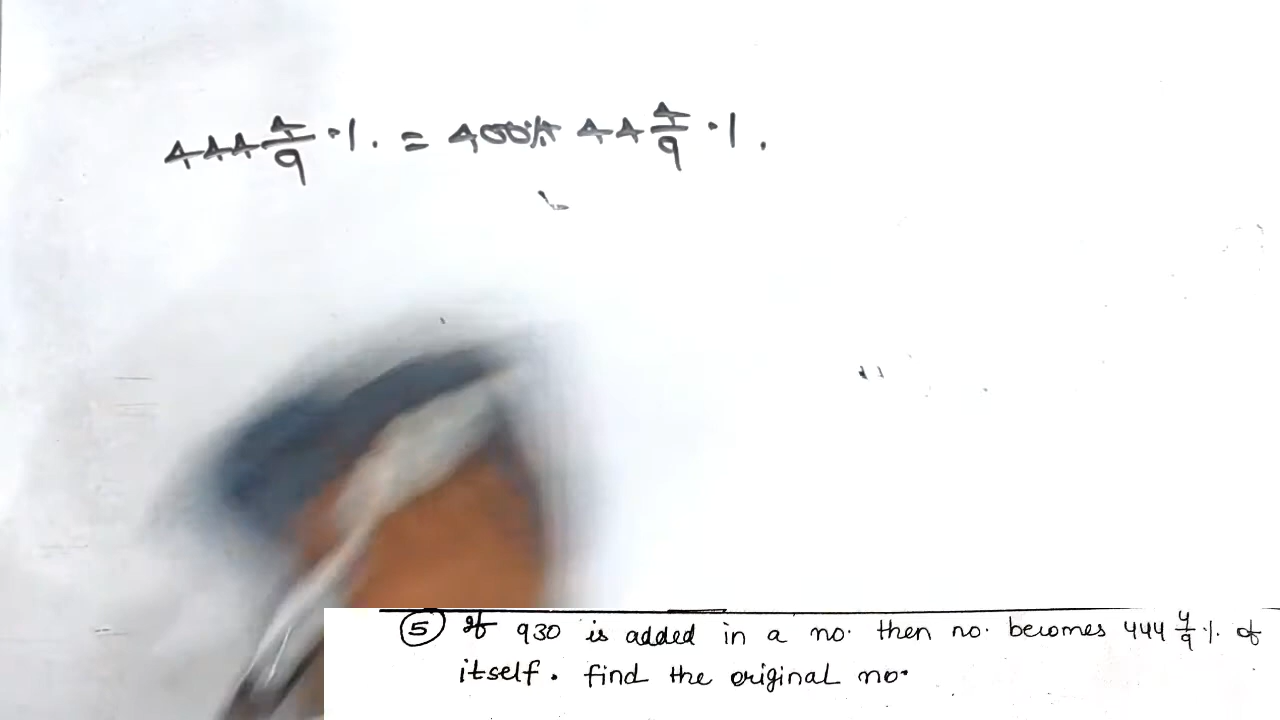 444 4/9 % = 400% + 44 4/9 %
5 If 930 is added in a no. then no. becomes 444 4/9 % of
itself. find the original no.